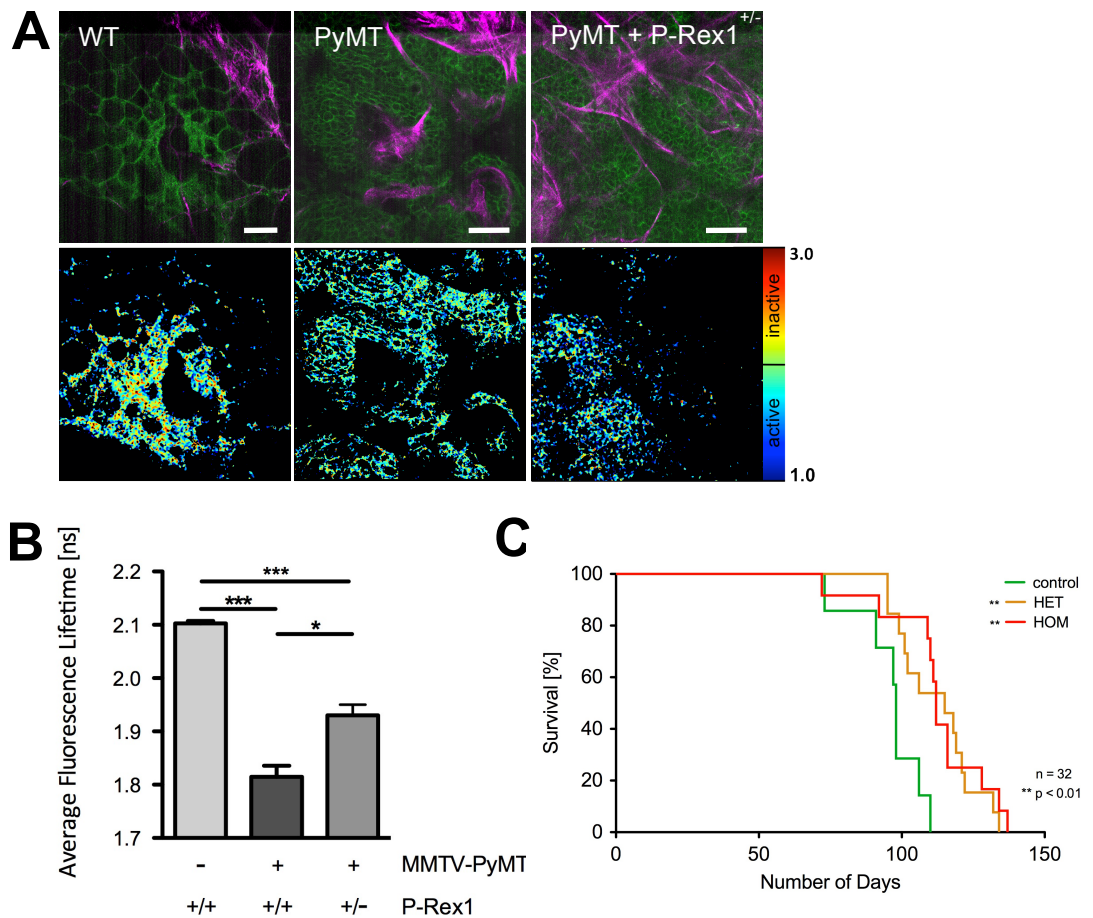 A
WT
PyMT
PyMT + P-Rex1 +/-
3.0
inactive
active
1.0
B
Average Fluorescence Lifetime [ns]
2.2
2.1
2.0
1.9
1.8
1.7
***
***
*
- + + MMTV-PyMT
+/+ +/+ +/- P-Rex1
C
Survival [%]
100
80
60
40
20
0
control
** HET
** HOM
n = 32
** p < 0.01
0 50 100 150
Number of Days